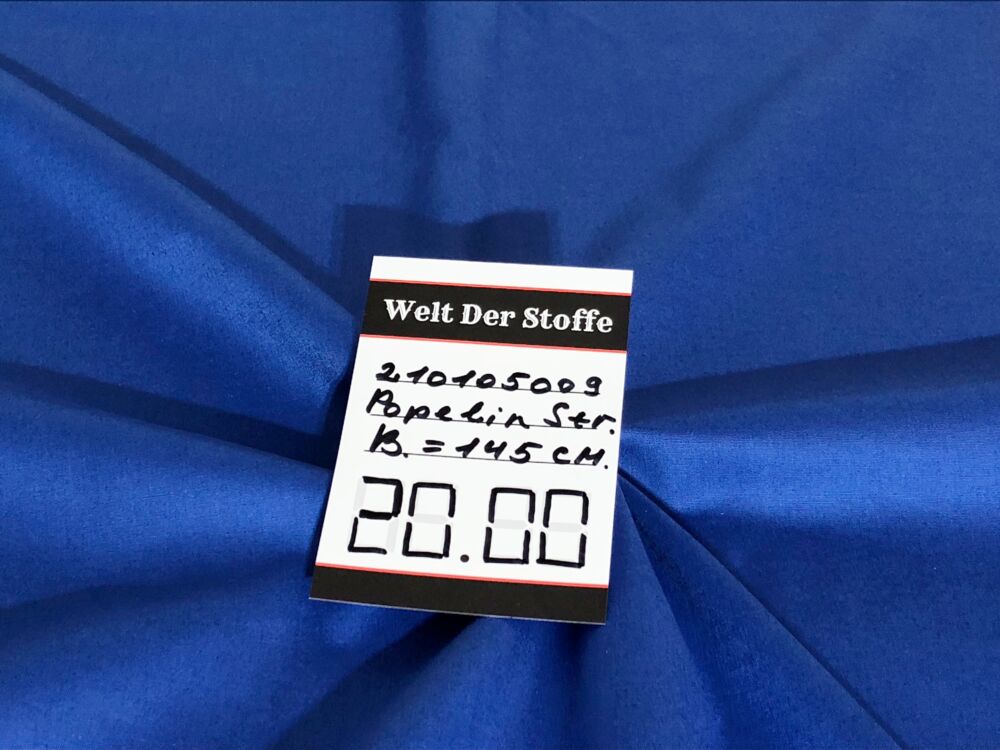 Welt Der Stoffe
210105009
Popelin Str.
B. = 145 cm.
20.00